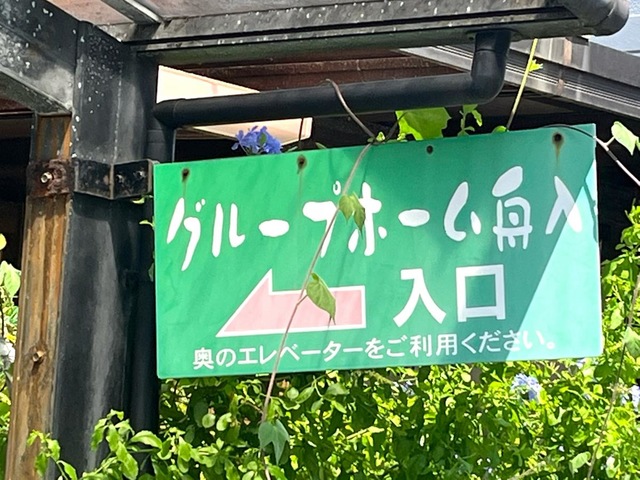 グループホーム舟入
入口
奥のエレベーターをご利用ください。